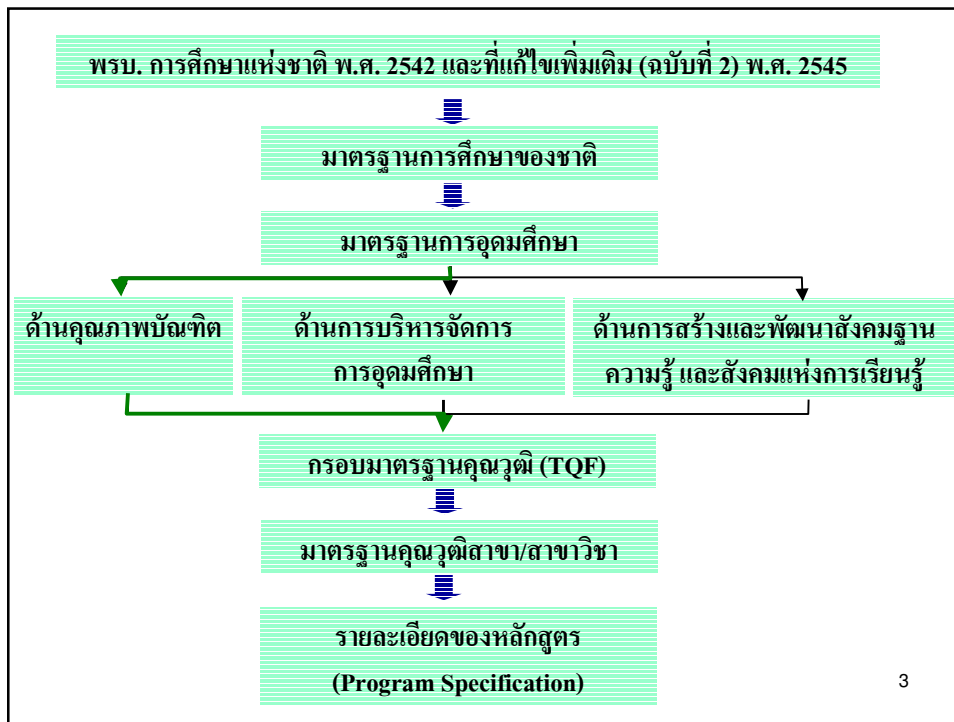 พรบ. การศึกษาแห่งชาติ พ.ศ. 2542 และที่แก้ไขเพิ่มเติม (ฉบับที่ 2) พ.ศ. 2545
มาตรฐานการศึกษาของชาติ
มาตรฐานการอุดมศึกษา
ด้านคุณภาพบัณฑิต
ด้านการบริหารจัดการ
การอุดมศึกษา
ด้านการสร้างและพัฒนาสังคมฐาน
ความรู้ และสังคมแห่งการเรียนรู้
กรอบมาตรฐานคุณวุฒิ (TQF)
มาตรฐานคุณวุฒิสาขา/สาขาวิชา
รายละเอียดของหลักสูตร
(Program Specification)
3